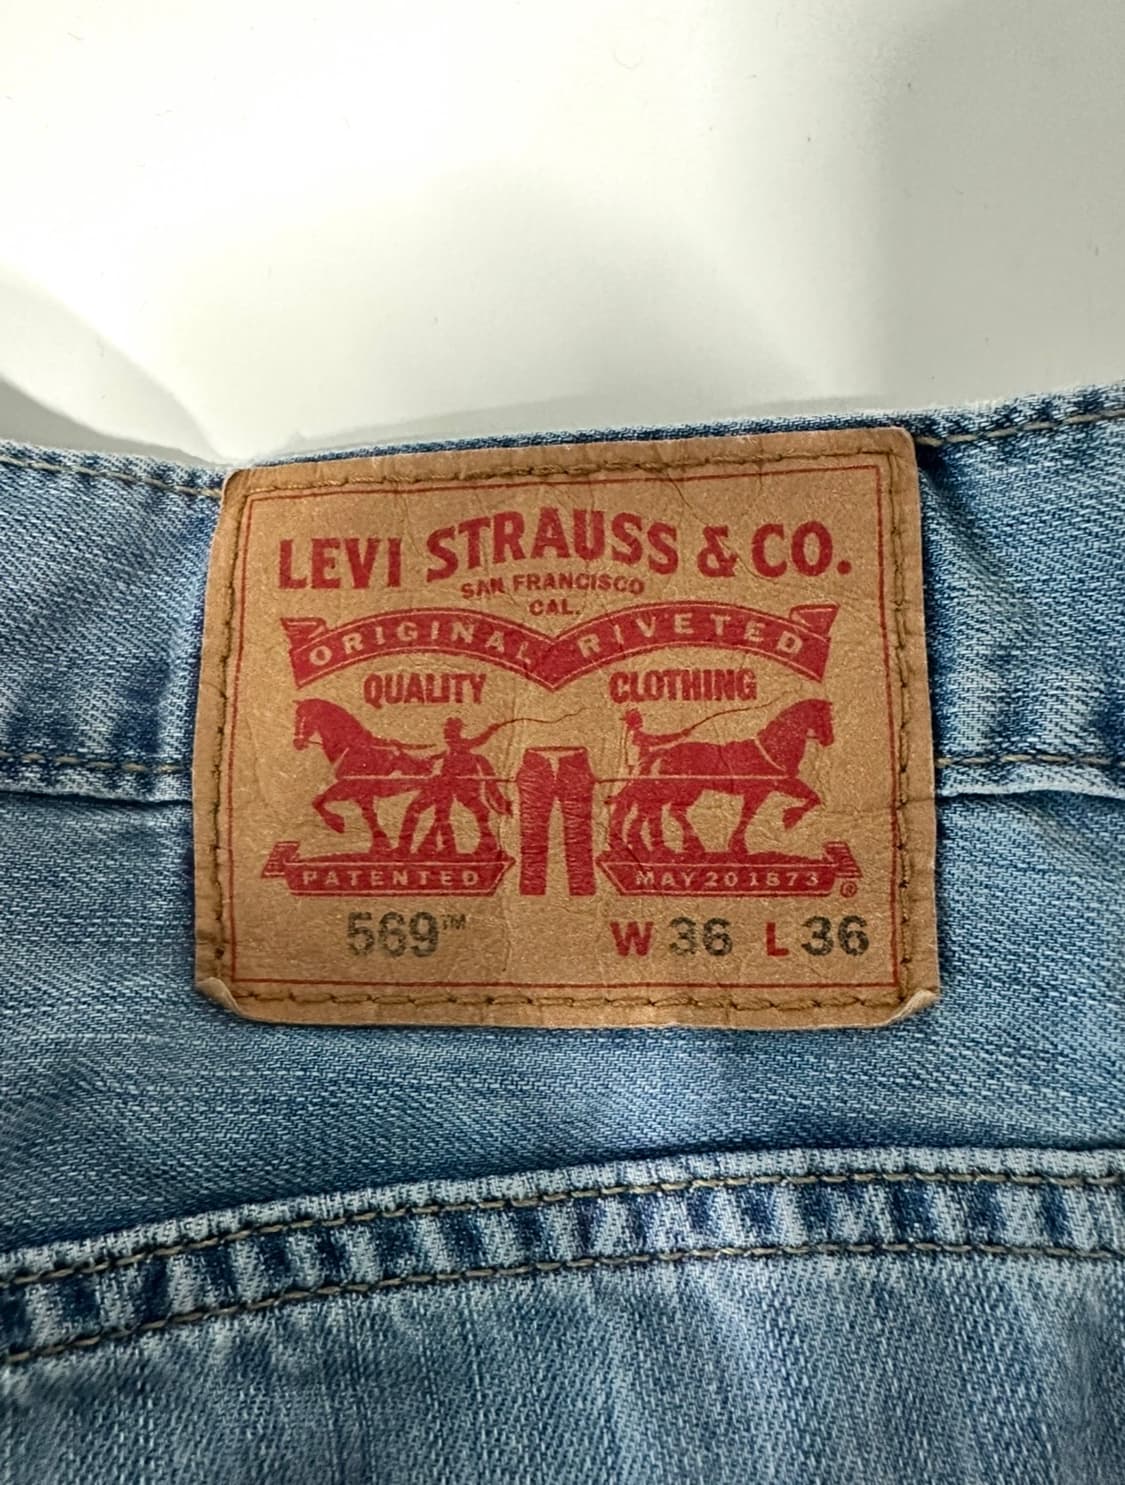 LEVI STRAUSS & CO.
SAN FRANCISCO
CAL.
ORIGINAL RIVETED
QUALITY CLOTHING
PATENTED MAY 20 1873 ®
569™ W 36 L 36